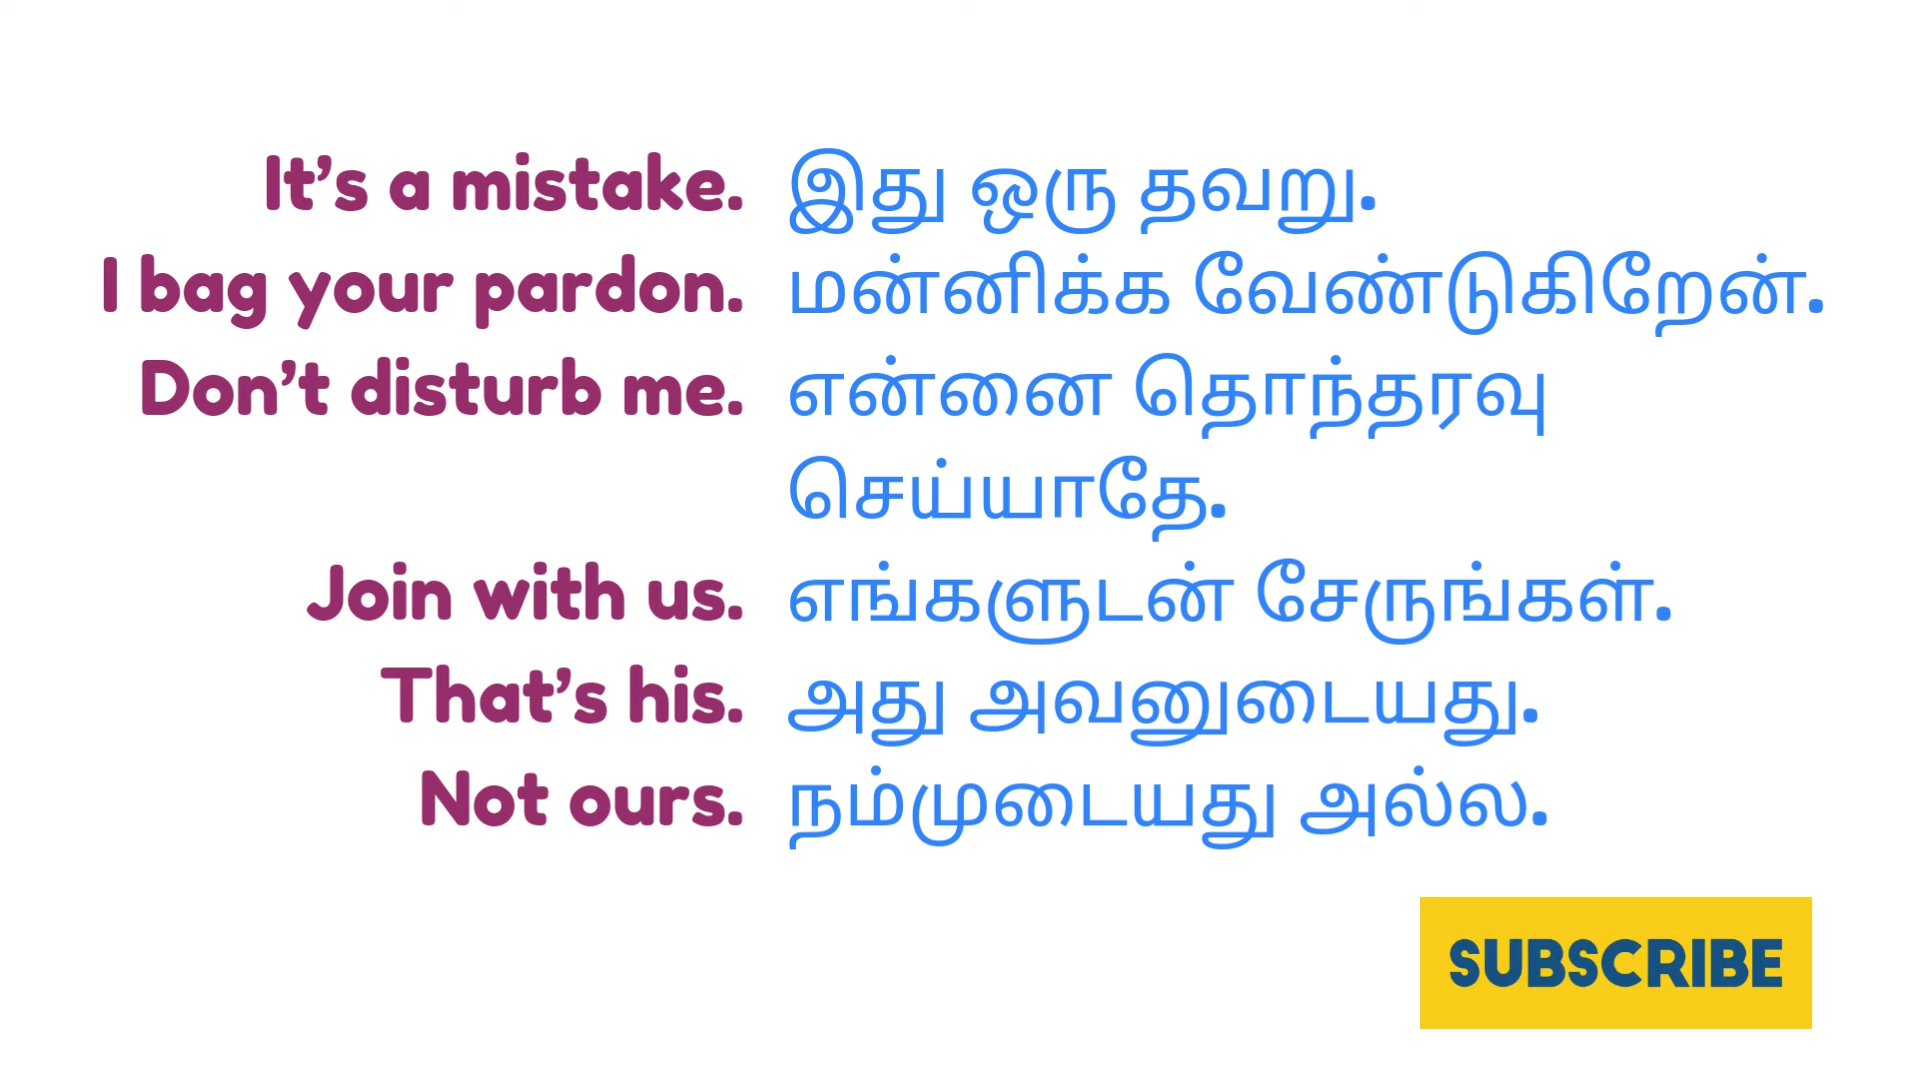 It’s a mistake. இது ஒரு தவறு.
I bag your pardon. மன்னிக்க வேண்டுகிறேன்.
Don’t disturb me. என்னை தொந்தரவு
செய்யாதே.
Join with us. எங்களுடன் சேருங்கள்.
That’s his. அது அவனுடையது.
Not ours. நம்முடையது அல்ல.
SUBSCRIBE